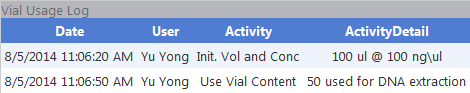 Vial Usage Log
Date User Activity ActivityDetail
8/5/2014 11:06:20 AM Yu Yong Init. Vol and Conc 100 ul @ 100 ng\ul
8/5/2014 11:06:50 AM Yu Yong Use Vial Content 50 used for DNA extraction